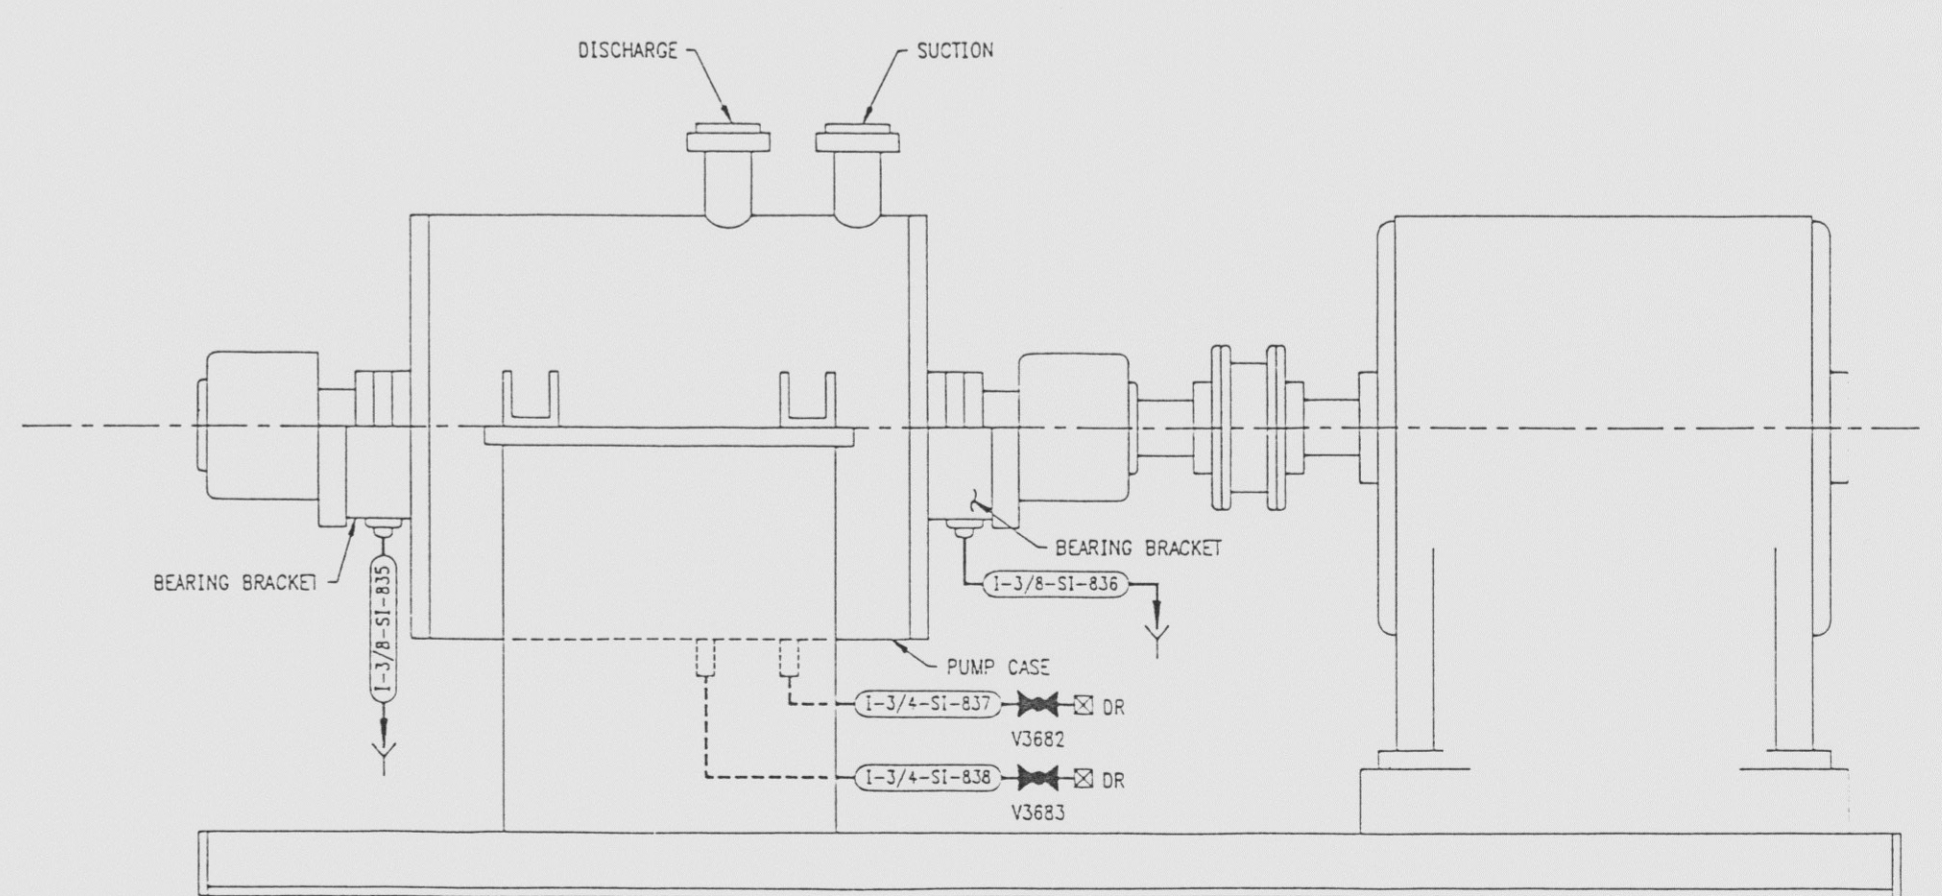 DISCHARGE
SUCTION
BEARING BRACKET
BEARING BRACKET
I-3/8-SI-835
I-3/8-SI-836
PUMP CASE
I-3/4-SI-837
DR
V3682
I-3/4-SI-838
DR
V3683